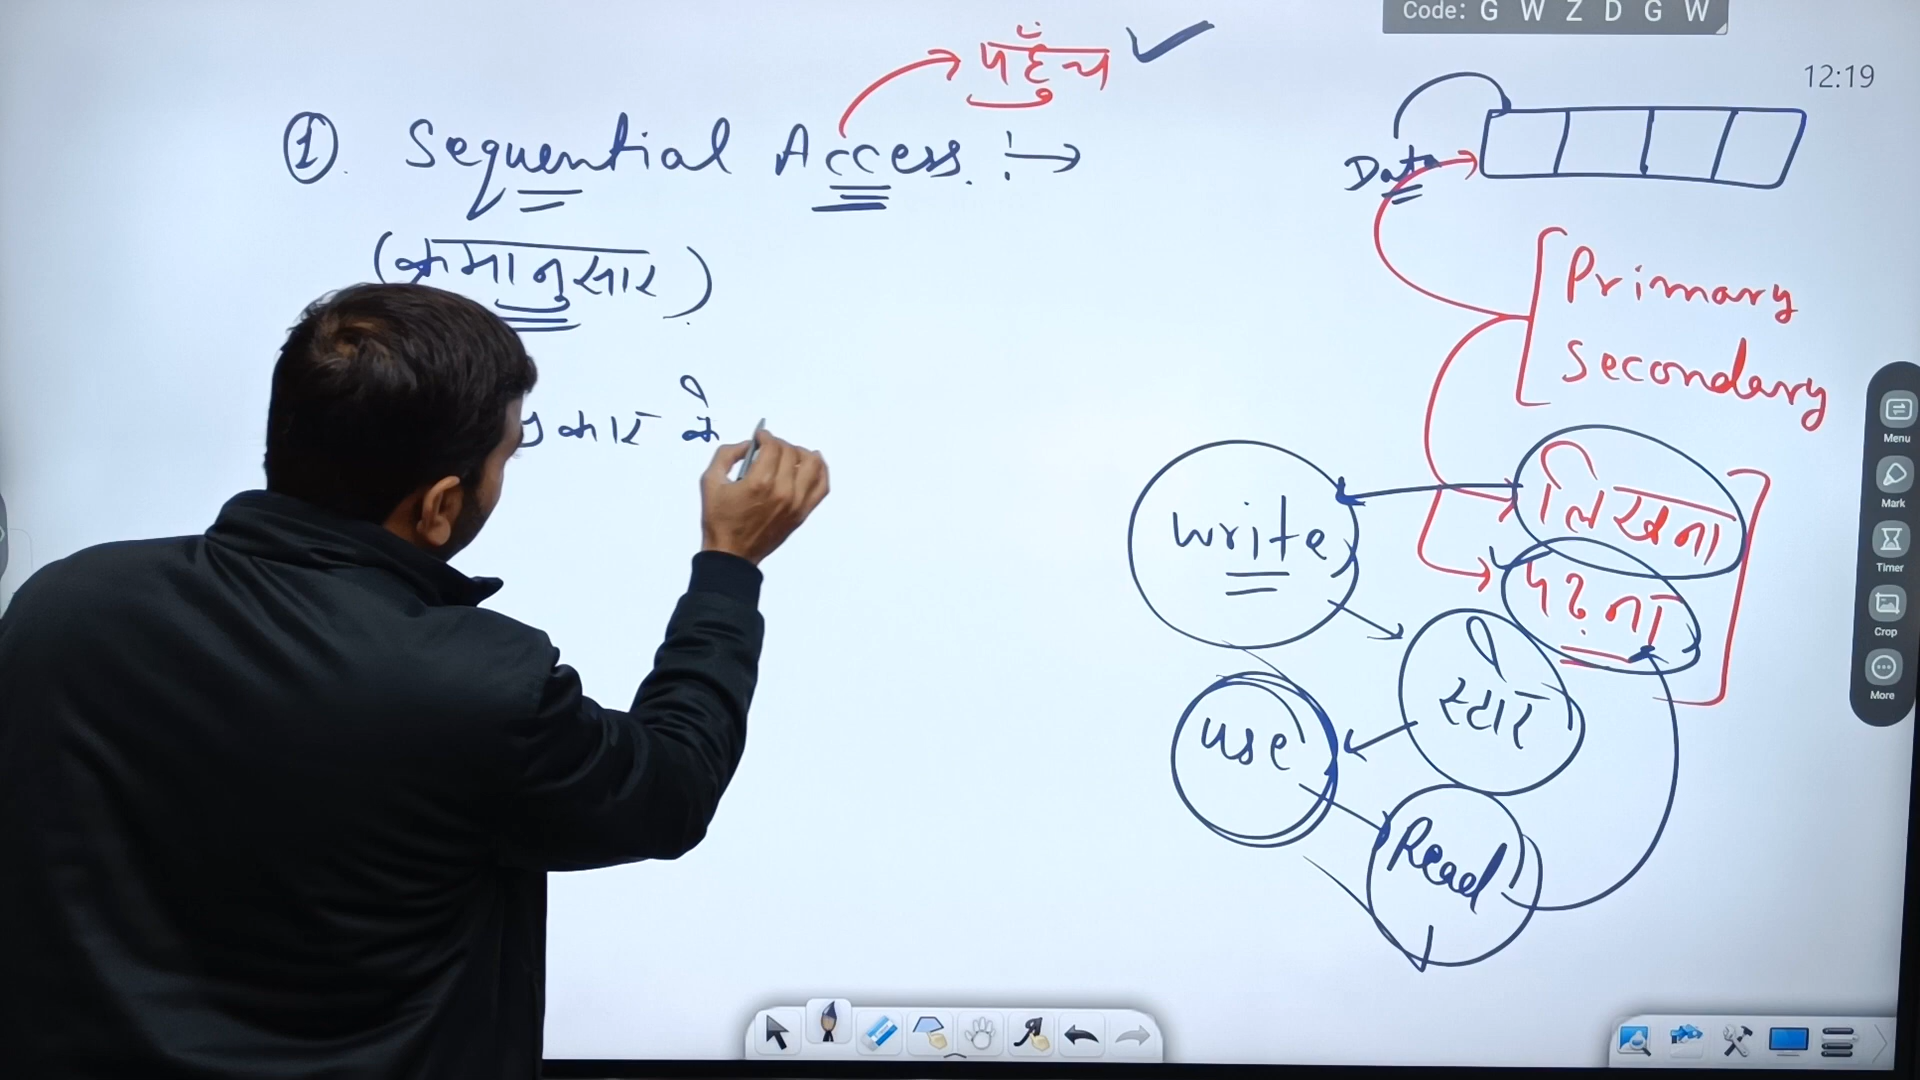 Code: G W Z D G W
12:19
पहुँच
① Sequential Access :→
(क्रमानुसार)
Data
Primary
Secondary
के
write
लिखना
पढ़ना
स्टोर
use
Read
Menu
Mark
Timer
Crop
More